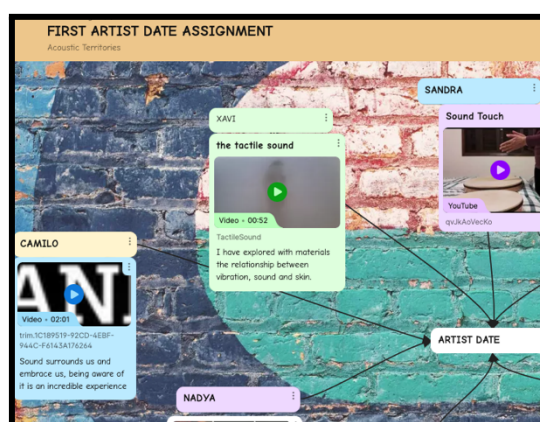 FIRST ARTIST DATE ASSIGNMENT
Acoustic Territories
SANDRA
Sound Touch
YouTube
qvJkAoVecKo
XAVI
the tactile sound
Video • 00:52
TactileSound
I have explored with materials
the relationship between
vibration, sound and skin.
CAMILO
AN
Video • 02:01
trim.1C189519-92CD-4EBF-
944C-F6143A176264
Sound surrounds us and
embrace us, being aware of
it is an incredible experience
ARTIST DATE
NADYA